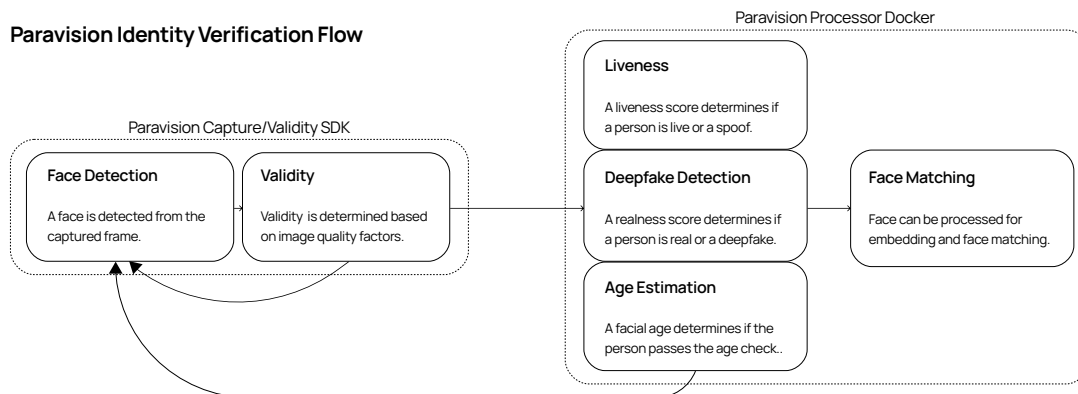 Paravision Identity Verification Flow
Paravision Capture/Validity SDK
Face Detection
A face is detected from the
captured frame.
Validity
Validity is determined based
on image quality factors.
Paravision Processor Docker
Liveness
A liveness score determines if
a person is live or a spoof.
Deepfake Detection
A realness score determines if
a person is real or a deepfake.
Age Estimation
A facial age determines if the
person passes the age check..
Face Matching
Face can be processed for
embedding and face matching.